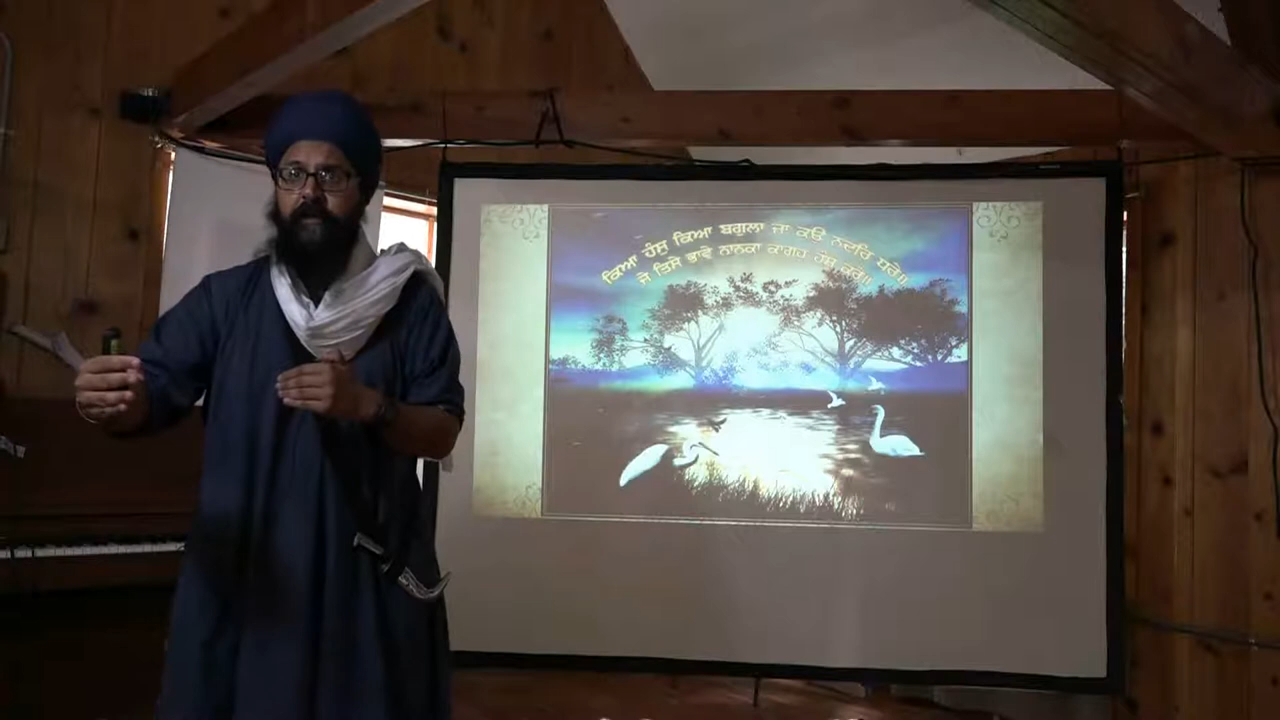 ਕਿਆ ਹੰਸੁ ਕਿਆ ਬਗੁਲਾ ਜਾ ਕਉ ਨਦਰਿ ਧਰੇ॥
ਜੇ ਤਿਸੁ ਭਾਵੈ ਨਾਨਕਾ ਕਾਗਹੁ ਹੰਸੁ ਕਰੇ॥